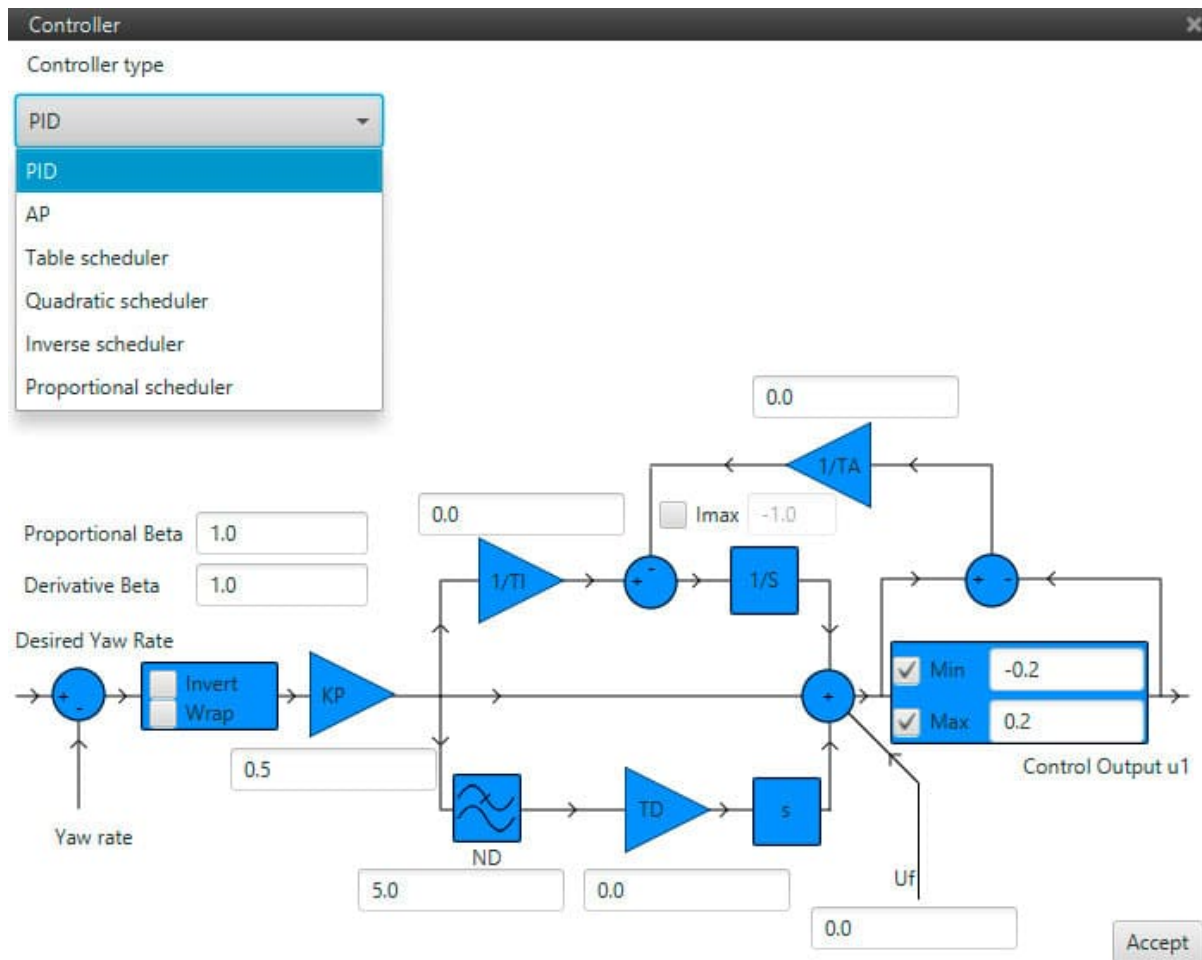 Controller
Controller type
PID
PID
AP
Table scheduler
Quadratic scheduler
Inverse scheduler
Proportional scheduler
0.0
1/TA
0.0
Imax -1.0
Proportional Beta 1.0
Derivative Beta 1.0
1/TI
+ -
1/S
+ -
Desired Yaw Rate
+ -
Invert
Wrap
KP
+
Min -0.2
Max 0.2
0.5
Control Output u1
Yaw rate
TD
s
ND
5.0
0.0
Uf
0.0
Accept